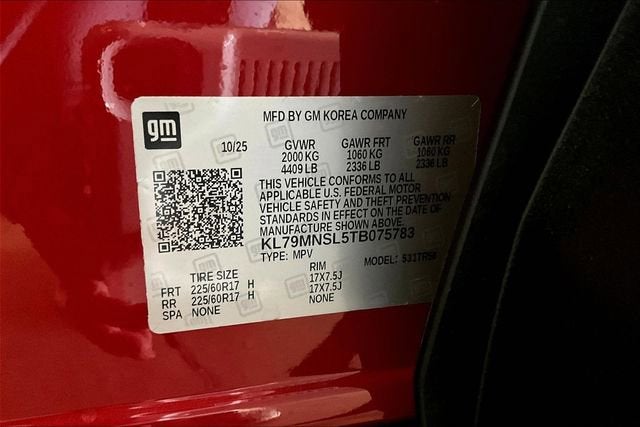 MFD BY GM KOREA COMPANY
gm
10/25 GVWR GAWR FRT GAWR RR
2000 KG 1060 KG 1060 KG
4409 LB 2336 LB 2336 LB
THIS VEHICLE CONFORMS TO ALL
APPLICABLE U.S. FEDERAL MOTOR
VEHICLE SAFETY AND THEFT PREVENTION
STANDARDS IN EFFECT ON THE DATE OF
MANUFACTURE SHOWN ABOVE.
KL79MNSL5TB075783
TYPE: MPV MODEL: 531TR56
TIRE SIZE RIM
FRT 225/60R17 H 17X7.5J
RR 225/60R17 H 17X7.5J
SPA NONE NONE